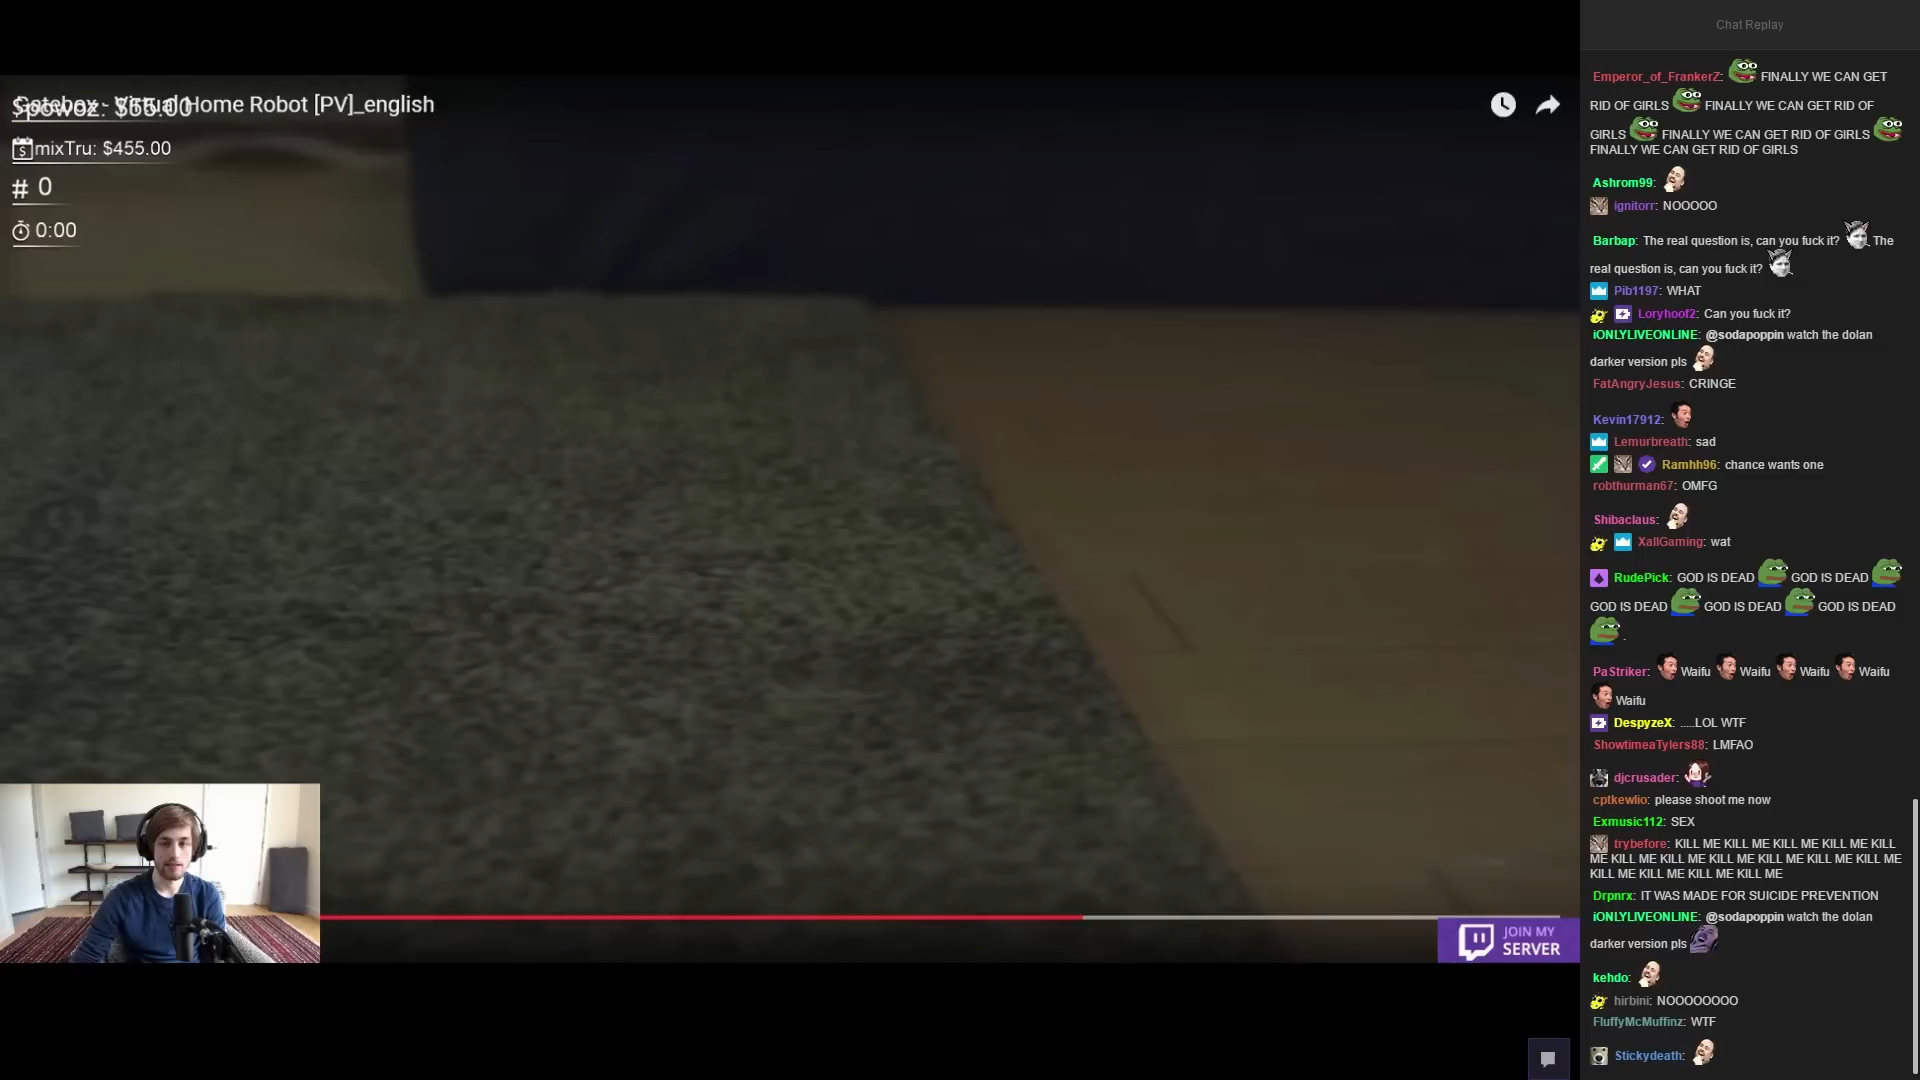 Gatebox - Virtual Home Robot [PV]_english
$powoz: $65.00
mixTru: $455.00
# 0
0:00
JOIN MY
SERVER
Chat Replay
Emperor_of_FrankerZ: FINALLY WE CAN GET
RID OF GIRLS FINALLY WE CAN GET RID OF
GIRLS FINALLY WE CAN GET RID OF GIRLS
FINALLY WE CAN GET RID OF GIRLS
Ashrom99:
ignitorr: NOOOOO
Barbap: The real question is, can you fuck it? The
real question is, can you fuck it?
Pib1197: WHAT
Loryhoof2: Can you fuck it?
iONLYLIVEONLINE: @sodapoppin watch the dolan
darker version pls
FatAngryJesus: CRINGE
Kevin17912:
Lemurbreath: sad
Ramhh96: chance wants one
robthurman67: OMFG
Shibaclaus:
XallGaming: wat
RudePick: GOD IS DEAD GOD IS DEAD
GOD IS DEAD GOD IS DEAD GOD IS DEAD
.
PaStriker: Waifu Waifu Waifu Waifu
Waifu
DespyzeX: .....LOL WTF
ShowtimeaTylers88: LMFAO
djcrusader:
cptkewlio: please shoot me now
Exmusic112: SEX
trybefore: KILL ME KILL ME KILL ME KILL ME KILL
ME KILL ME KILL ME KILL ME KILL ME KILL ME KILL ME
KILL ME KILL ME KILL ME KILL ME
Drpnrx: IT WAS MADE FOR SUICIDE PREVENTION
iONLYLIVEONLINE: @sodapoppin watch the dolan
darker version pls
kehdo:
hirbini: NOOOOOOOO
FluffyMcMuffinz: WTF
Stickydeath: